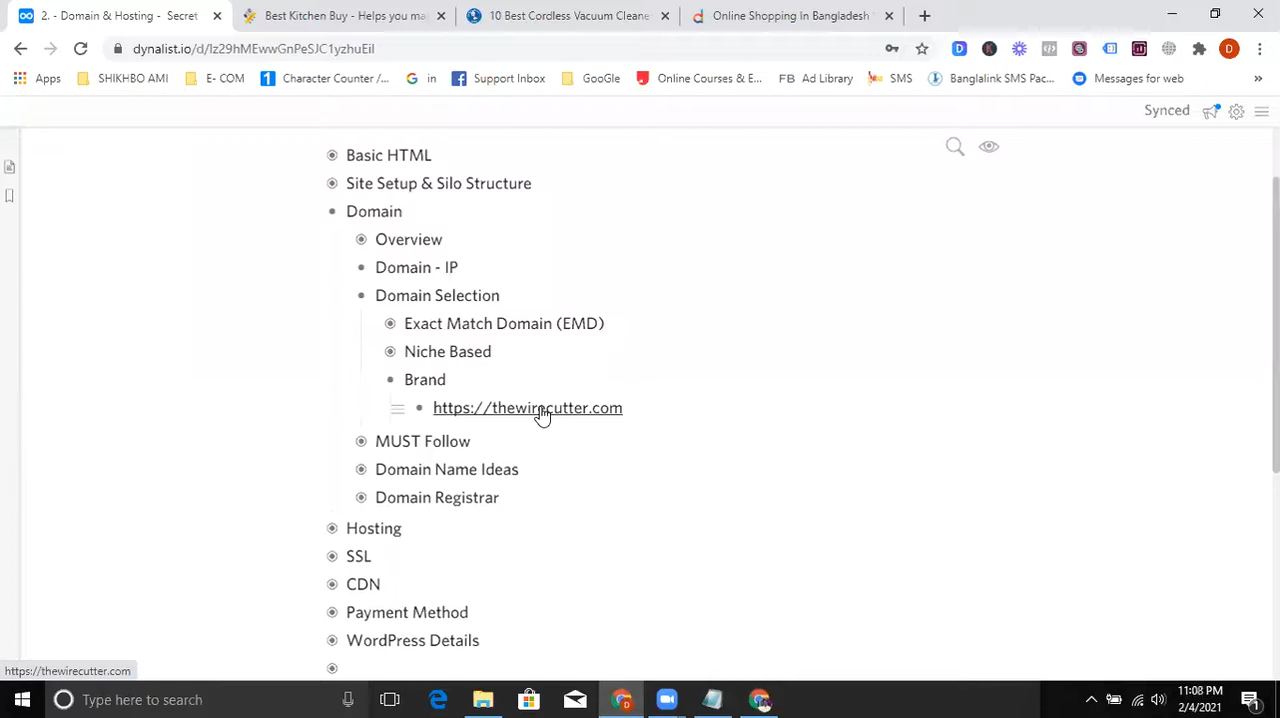 2. - Domain & Hosting - Secret
Best Kitchen Buy - Helps you ma
10 Best Cordless Vacuum Cleane
Online Shopping In Bangladesh
dynalist.io/d/Iz29hMEwwGnPeSJC1yzhuEil
Apps
SHIKHBO AMI
E- COM
Character Counter /...
in
Support Inbox
GooGle
Online Courses & E...
FB Ad Library
SMS
Banglalink SMS Pac...
Messages for web
»
Synced
Basic HTML
Site Setup & Silo Structure
Domain
Overview
Domain - IP
Domain Selection
Exact Match Domain (EMD)
Niche Based
Brand
https://thewirecutter.com
MUST Follow
Domain Name Ideas
Domain Registrar
Hosting
SSL
CDN
Payment Method
WordPress Details
https://thewirecutter.com
Type here to search
11:08 PM
2/4/2021